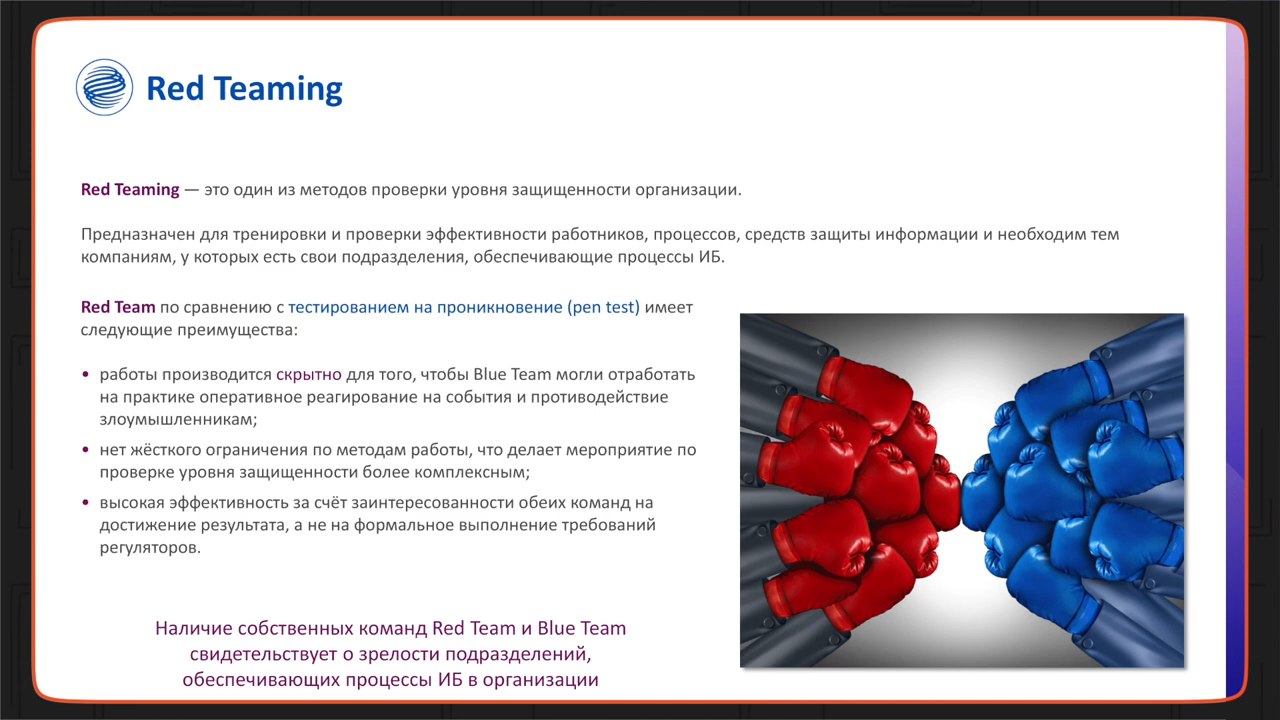 Red Teaming
Red Teaming — это один из методов проверки уровня защищенности организации.
Предназначен для тренировки и проверки эффективности работников, процессов, средств защиты информации и необходим тем
компаниям, у которых есть свои подразделения, обеспечивающие процессы ИБ.
Red Team по сравнению с тестированием на проникновение (pen test) имеет
следующие преимущества:
• работы производится скрытно для того, чтобы Blue Team могли отработать
на практике оперативное реагирование на события и противодействие
злоумышленникам;
• нет жёсткого ограничения по методам работы, что делает мероприятие по
проверке уровня защищенности более комплексным;
• высокая эффективность за счёт заинтересованности обеих команд на
достижение результата, а не на формальное выполнение требований
регуляторов.
Наличие собственных команд Red Team и Blue Team
свидетельствует о зрелости подразделений,
обеспечивающих процессы ИБ в организации